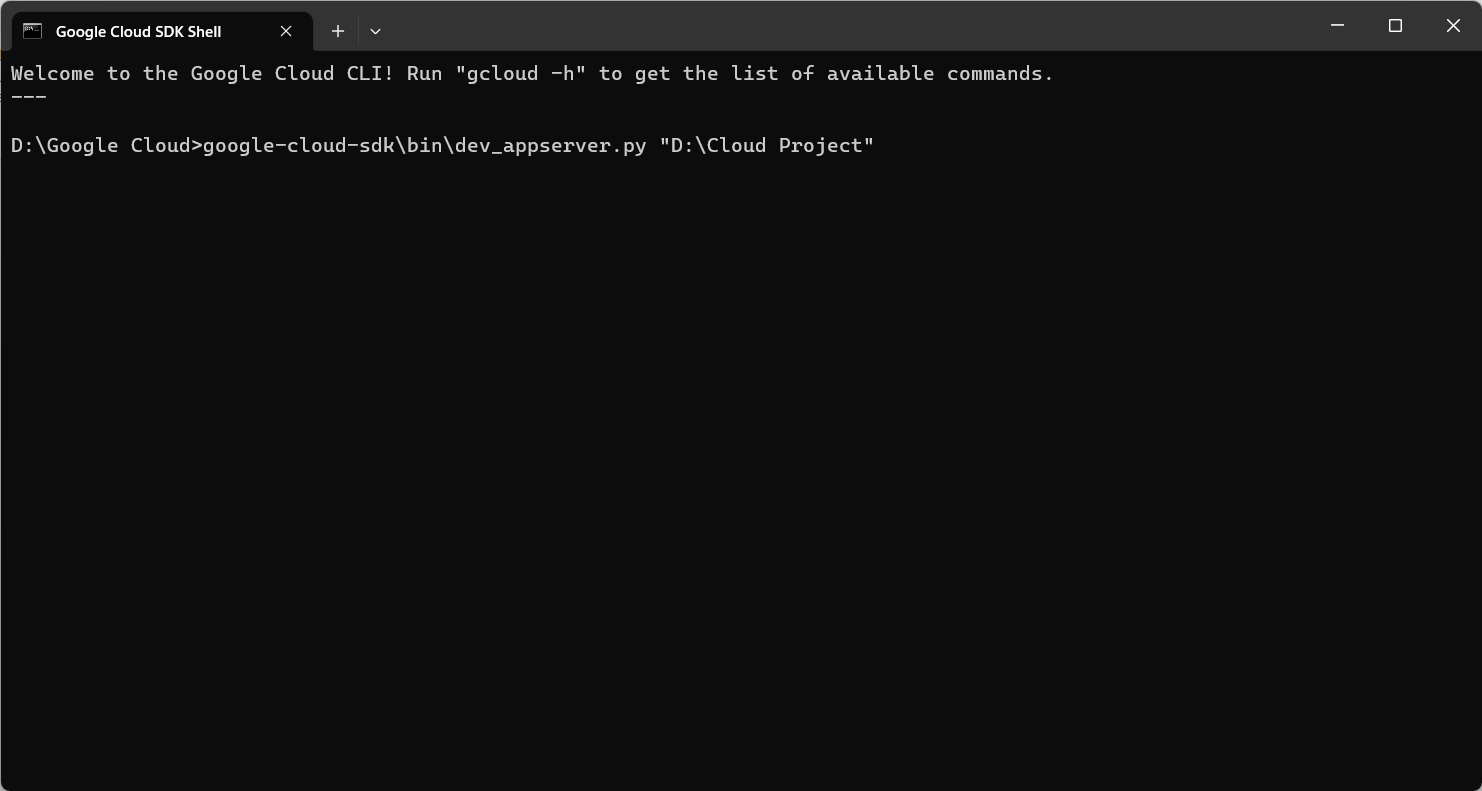 Google Cloud SDK Shell
Welcome to the Google Cloud CLI! Run "gcloud -h" to get the list of available commands.
---
D:\Google Cloud>google-cloud-sdk\bin\dev_appserver.py "D:\Cloud Project"